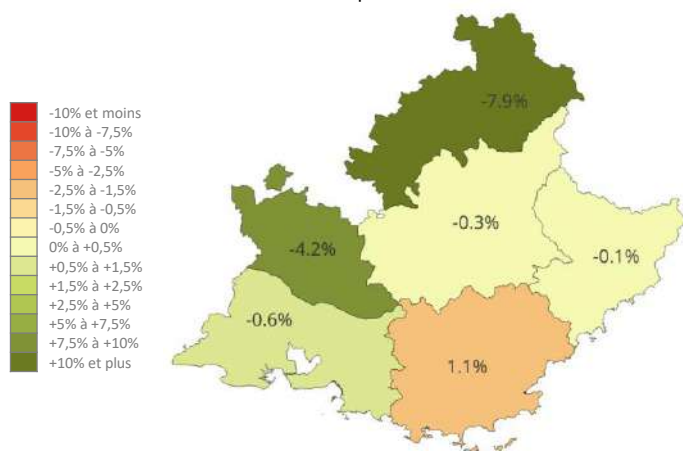 -10% et moins
-10% à -7,5%
-7,5% à -5%
-5% à -2,5%
-2,5% à -1,5%
-1,5% à -0,5%
-0,5% à 0%
0% à +0,5%
+0,5% à +1,5%
+1,5% à +2,5%
+2,5% à +5%
+5% à +7,5%
+7,5% à +10%
+10% et plus
-7.9%
-0.3%
-4.2%
-0.1%
-0.6%
1.1%